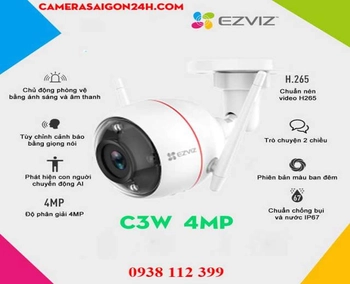 CAMERASAIGON24H.COM
EZVIZ
Chủ động phòng vệ
bằng ánh sáng và âm thanh
Tùy chỉnh cảnh báo
bằng giọng nói
Phát hiện con người
chuyển động AI
4MP
Độ phân giải 4MP
H.265
Chuẩn nén
video H265
Trò chuyện 2 chiều
Phiên bản màu ban đêm
67
Chuẩn chống bụi
và nước IP67
EZVIZ
C3W 4MP
0938 112 399